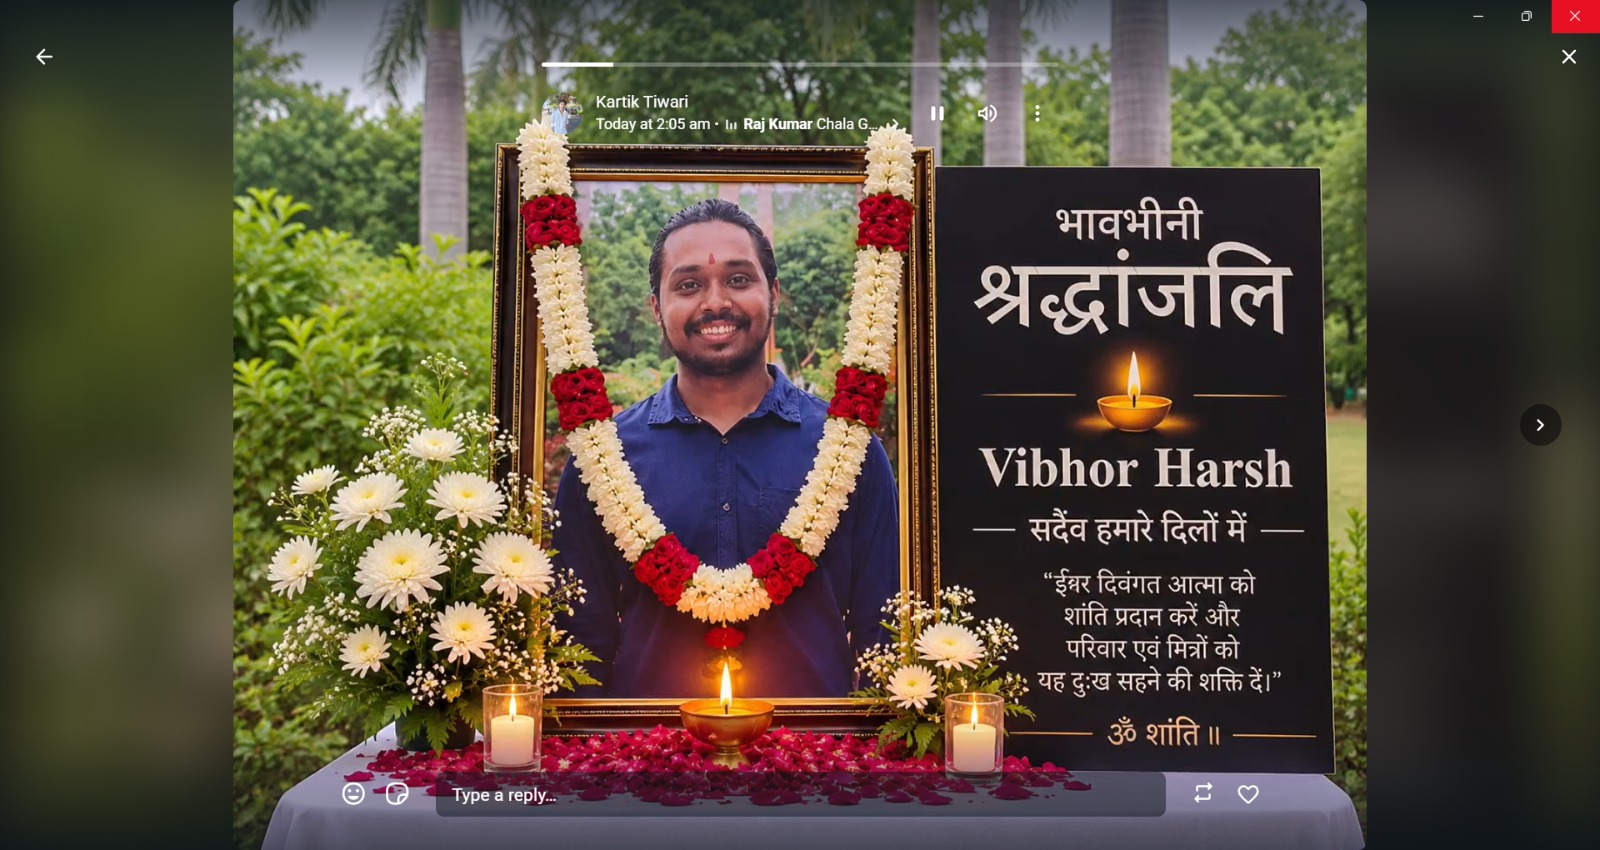 Kartik Tiwari
Today at 2:05 am • Raj Kumar Chala G...
भावभीनी
श्रद्धांजलि
Vibhor Harsh
— सदैंव हमारे दिलों में —
“ईश्वर दिवंगत आत्मा को
शांति प्रदान करें और
परिवार एवं मित्रों को
यह दुःख सहने की शक्ति दें।”
ॐ शांति ॥
Type a reply...